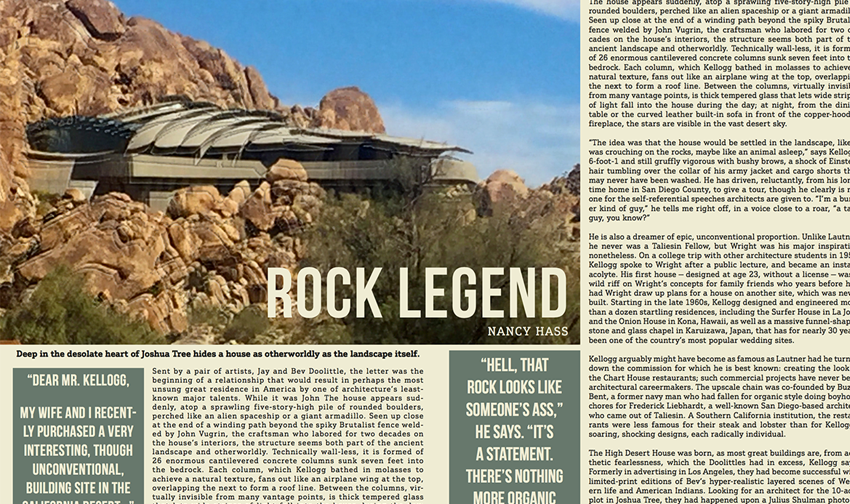 ROCK LEGEND
NANCY HASS
Deep in the desolate heart of Joshua Tree hides a house as otherworldly as the landscape itself.
“DEAR MR. KELLOGG,
MY WIFE AND I RECENT-
LY PURCHASED A VERY
INTERESTING, THOUGH
UNCONVENTIONAL,
BUILDING SITE IN THE
CALIFORNIA DESERT...”
Sent by a pair of artists, Jay and Bev Doolittle, the letter was the
beginning of a relationship that would result in perhaps the most
unsung great residence in America by one of architecture’s least-
known major talents. While it was John The house appears sud-
denly, atop a sprawling five-story-high pile of rounded boulders,
perched like an alien spaceship or a giant armadillo. Seen up close
at the end of a winding path beyond the spiky Brutalist fence weld-
ed by John Vugrin, the craftsman who labored for two decades on
the house’s interiors, the structure seems both part of the ancient
landscape and otherworldly. Technically wall-less, it is formed of
26 enormous cantilevered concrete columns sunk seven feet into
the bedrock. Each column, which Kellogg bathed in molasses to
achieve a natural texture, fans out like an airplane wing at the top,
overlapping the next to form a roof line. Between the columns, vir-
tually invisible from many vantage points, is thick tempered glass
“HELL, THAT
ROCK LOOKS LIKE
SOMEONE’S ASS,”
HE SAYS. “IT’S
A STATEMENT.
THERE’S NOTHING
MORE ORGANIC
The house appears suddenly, atop a sprawling five-story-high pile
rounded boulders, perched like an alien spaceship or a giant armadil
Seen up close at the end of a winding path beyond the spiky Brutali
fence welded by John Vugrin, the craftsman who labored for two d
cades on the house’s interiors, the structure seems both part of t
ancient landscape and otherworldly. Technically wall-less, it is form
of 26 enormous cantilevered concrete columns sunk seven feet into t
bedrock. Each column, which Kellogg bathed in molasses to achieve
natural texture, fans out like an airplane wing at the top, overlappi
the next to form a roof line. Between the columns, virtually invisib
from many vantage points, is thick tempered glass that lets wide strip
of light fall into the house during the day; at night, from the dini
table or the curved leather built-in sofa in front of the copper-hood
fireplace, the stars are visible in the vast desert sky.
“The idea was that the house would be settled in the landscape, like
was crouching on the rocks, maybe like an animal asleep,” says Kellog
6-foot-1 and still gruffly vigorous with bushy brows, a shock of Einste
hair tumbling over the collar of his army jacket and cargo shorts th
may never have been washed. He has driven, reluctantly, from his lon
time home in San Diego County, to give a tour, though he clearly is n
one for the self-referential speeches architects are given to. “I’m a bu
er kind of guy,” he tells me right off, in a voice close to a roar, “a ta
guy, you know?”
He is also a dreamer of epic, unconventional proportion. Unlike Lautn
he never was a Taliesin Fellow, but Wright was his major inspirati
nonetheless. On a college trip with other architecture students in 195
Kellogg spoke to Wright after a public lecture, and became an insta
acolyte. His first house — designed at age 23, without a license — was
wild riff on Wright’s concepts for family friends who years before h
had Wright draw up plans for a house on another site, which was nev
built. Starting in the late 1960s, Kellogg designed and engineered mo
than a dozen startling residences, including the Surfer House in La Jo
and the Onion House in Kona, Hawaii, as well as a massive funnel-shap
stone and glass chapel in Karuizawa, Japan, that has for nearly 30 yea
been one of the country’s most popular wedding sites.
Kellogg arguably might have become as famous as Lautner had he turn
down the commission for which he is best known: creating the look
the Chart House restaurants; such commercial projects have never be
architectural careermakers. The upscale chain was co-founded by Buz
Bent, a former navy man who had fallen for organic style doing boyho
chores for Frederick Liebhardt, a well-known San Diego-based archite
who came out of Taliesin. A Southern California institution, the resta
rants were less famous for their steak and lobster than for Kellog
soaring, shocking designs, each radically individual.
The High Desert House was born, as most great buildings are, from ae
thetic fearlessness, which the Doolittles had in excess, Kellogg say
Formerly in advertising in Los Angeles, they had become successful wi
limited-print editions of Bev’s hyper-realistic layered scenes of We
ern life and American Indians. Looking for an architect for the 10-a
plot in Joshua Tree, they had happened upon a Julius Shulman photo